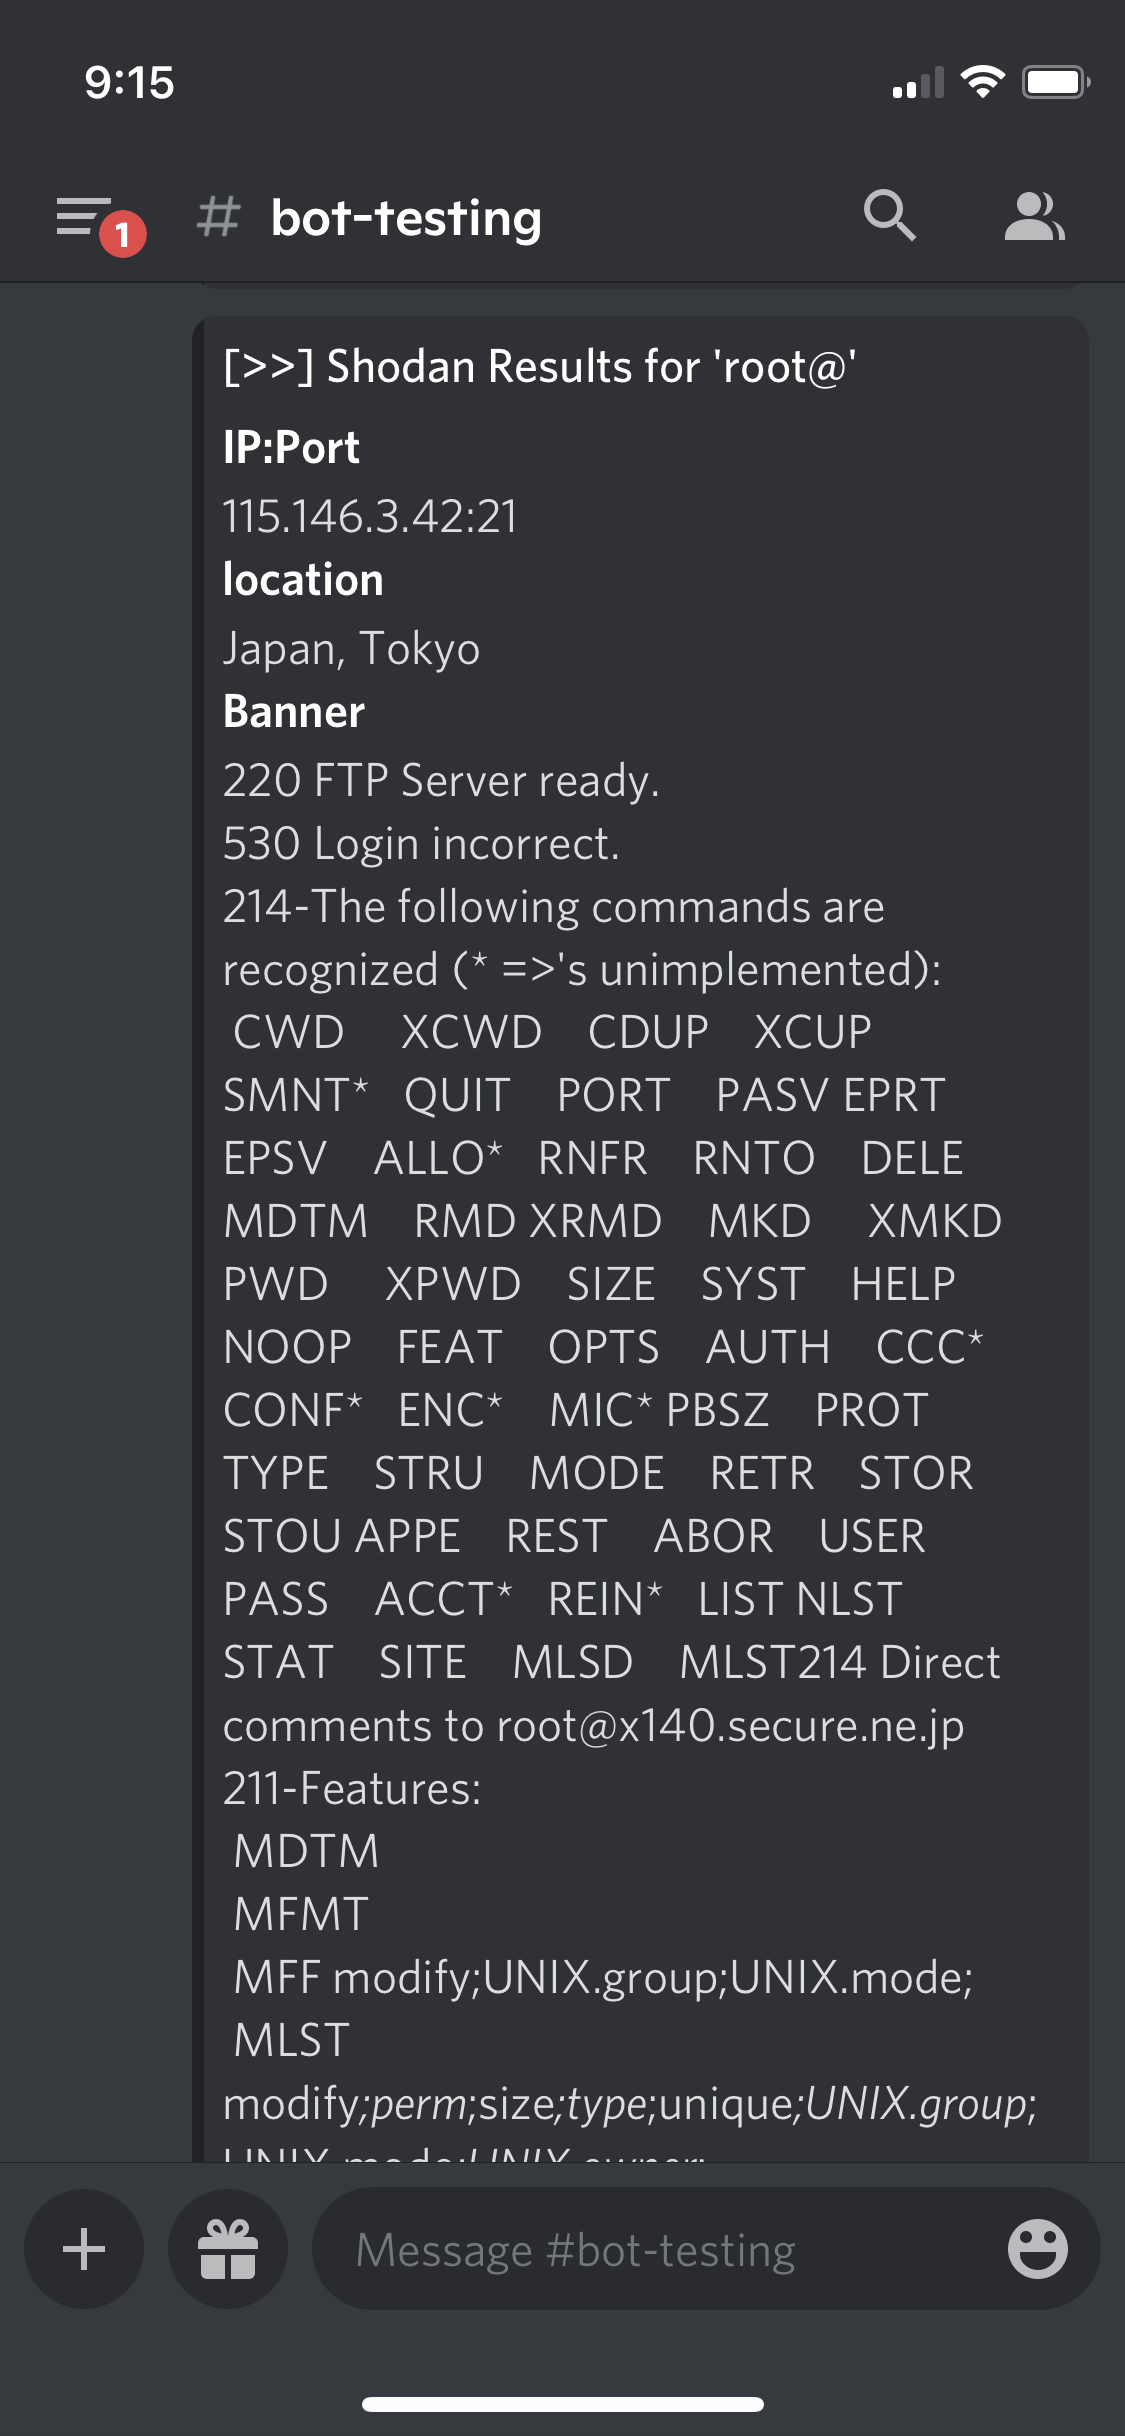 9:15
1
# bot-testing
[>>] Shodan Results for 'root@'
IP:Port
115.146.3.42:21
location
Japan, Tokyo
Banner
220 FTP Server ready.
530 Login incorrect.
214-The following commands are
recognized (* =>'s unimplemented):
CWD XCWD CDUP XCUP
SMNT* QUIT PORT PASV EPRT
EPSV ALLO* RNFR RNTO DELE
MDTM RMD XRMD MKD XMKD
PWD XPWD SIZE SYST HELP
NOOP FEAT OPTS AUTH CCC*
CONF* ENC* MIC* PBSZ PROT
TYPE STRU MODE RETR STOR
STOU APPE REST ABOR USER
PASS ACCT* REIN* LIST NLST
STAT SITE MLSD MLST214 Direct
comments to root@x140.secure.ne.jp
211-Features:
MDTM
MFMT
MFF modify;UNIX.group;UNIX.mode;
MLST
modify;perm;size;type;unique;UNIX.group;
UNIX.mode;UNIX.owner;
Message #bot-testing